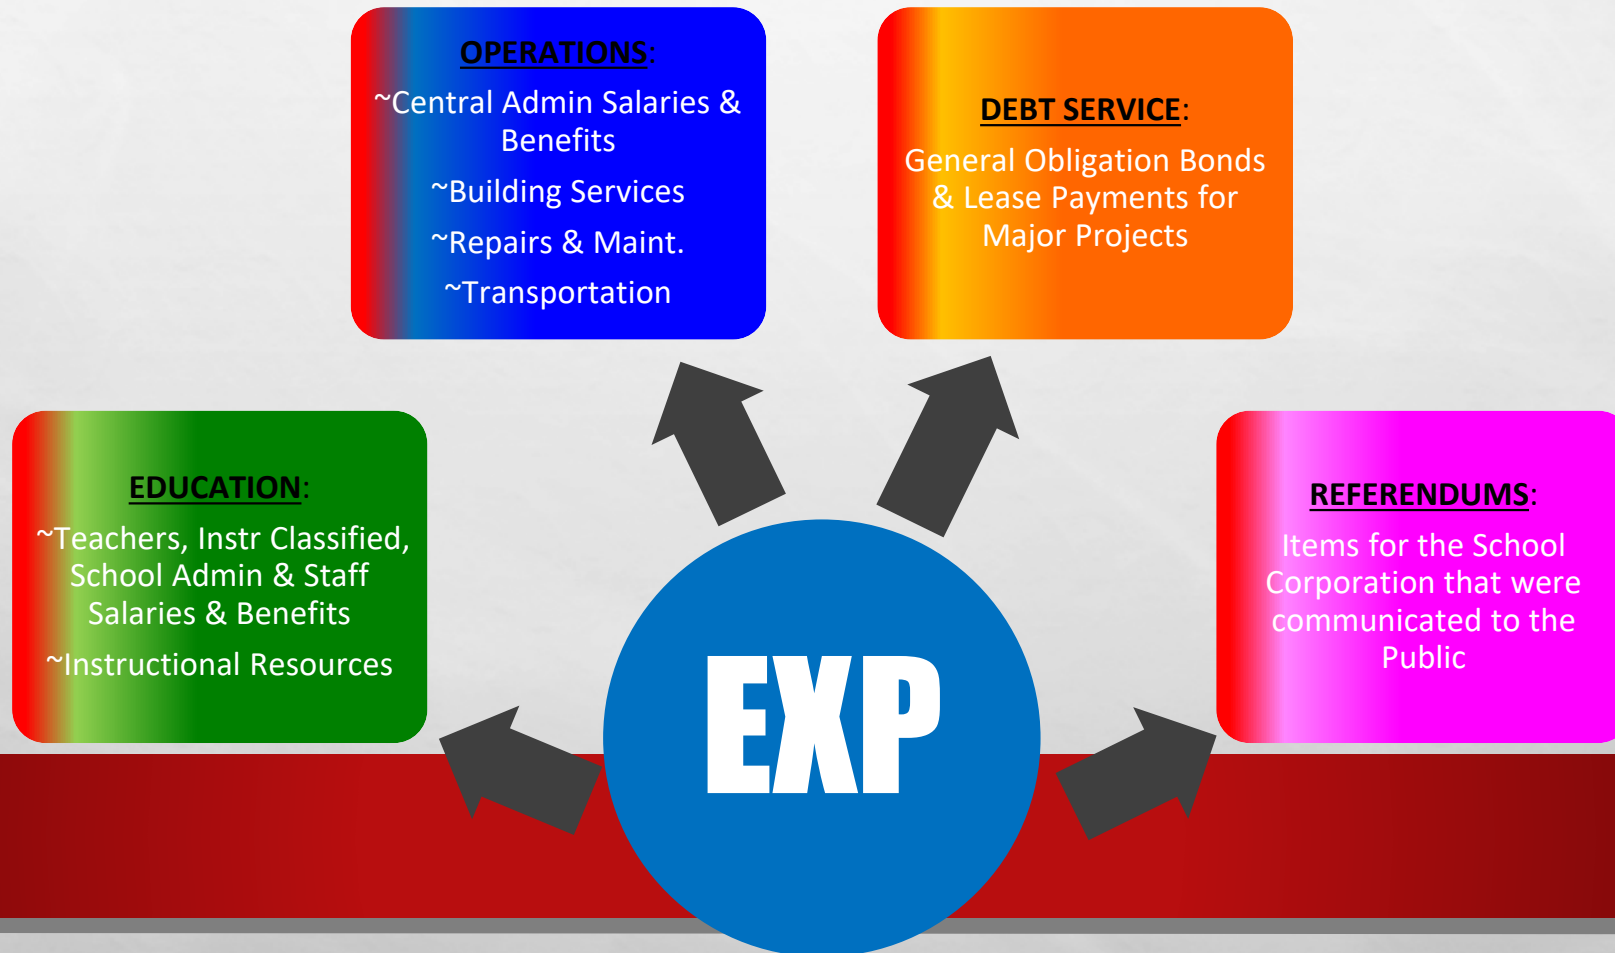 OPERATIONS:
~Central Admin Salaries &
Benefits
~Building Services
~Repairs & Maint.
~Transportation
DEBT SERVICE:
General Obligation Bonds
& Lease Payments for
Major Projects
EDUCATION:
~Teachers, Instr Classified,
School Admin & Staff
Salaries & Benefits
~Instructional Resources
REFERENDUMS:
Items for the School
Corporation that were
communicated to the
Public
EXP